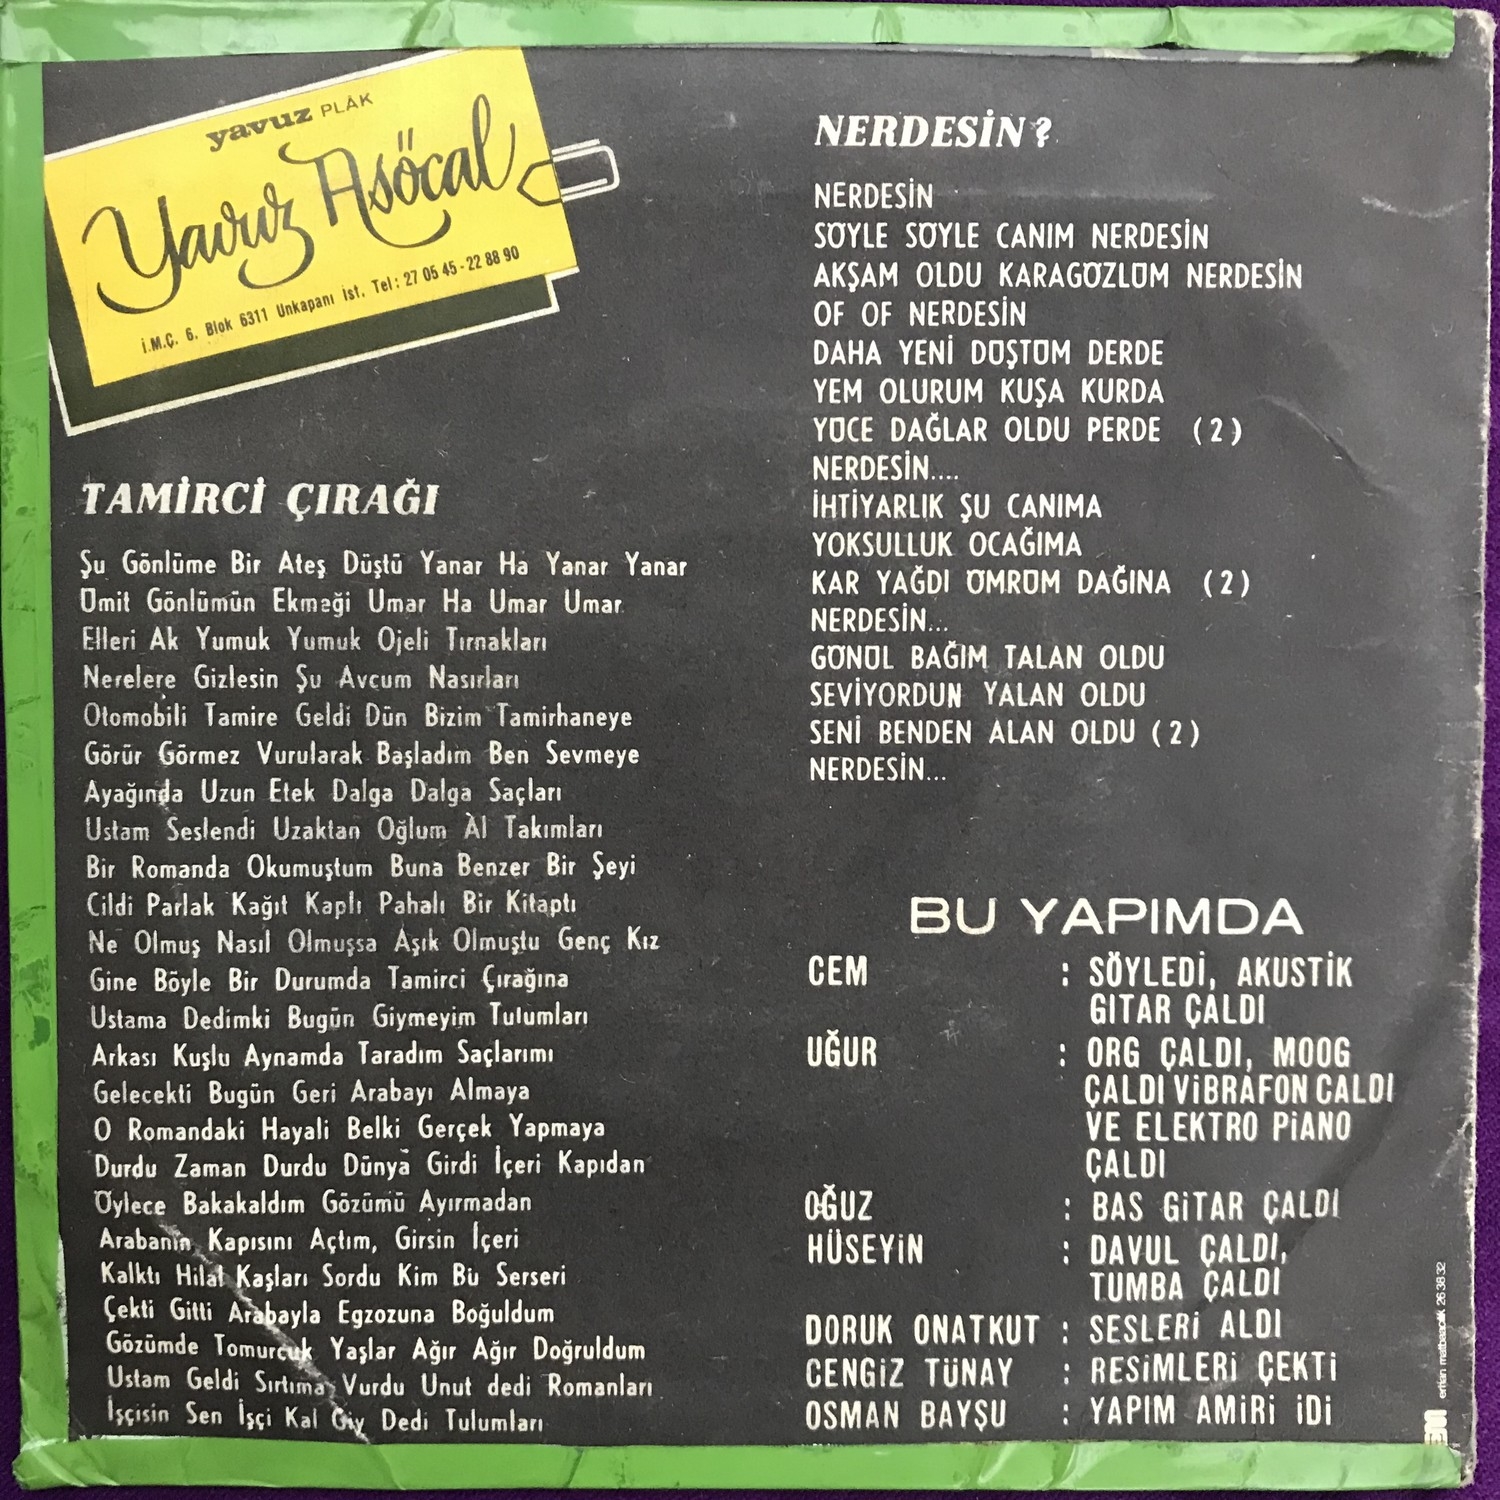 yavuz PLÂK
Yavuz Asöcal
İ.M.Ç. 6. Blok 6311 Unkapanı ist. Tel: 27 05 45 - 22 88 90
TAMİRCİ ÇIRAĞI
Şu Gönlüme Bir Ateş Düştü Yanar Ha Yanar Yanar
Ümit Gönlümün Ekmeği Umar Ha Umar Umar
Elleri Ak Yumuk Yumuk Ojeli Tırnakları
Nerelere Gizlesin Şu Avcum Nasırları
Otomobili Tamire Geldi Dün Bizim Tamirhaneye
Görür Görmez Vurularak Başladım Ben Sevmeye
Ayağında Uzun Etek Dalga Dalga Saçları
Ustam Seslendi Uzaktan Oğlum Al Takımları
Bir Romanda Okumuştum Buna Benzer Bir Şeyi
Cildi Parlak Kağıt Kaplı Pahalı Bir Kitaptı
Ne Olmuş Nasıl Olmuşsa Aşık Olmuştu Genç Kız
Gine Böyle Bir Durumda Tamirci Çırağına
Ustama Dedimki Bugün Giymeyim Tulumları
Arkası Kuşlu Aynamda Taradım Saçlarımı
Gelecekti Bugün Geri Arabayı Almaya
O Romandaki Hayali Belki Gerçek Yapmaya
Durdu Zaman Durdu Dünya Girdi İçeri Kapıdan
Öylece Bakakaldım Gözümü Ayırmadan
Arabanın Kapısını Açtım, Girsin İçeri
Kalktı Hilal Kaşları Sordu Kim Bu Serseri
Çekti Gitti Arabayla Egzozuna Boğuldum
Gözümde Tomurcuk Yaşlar Ağır Ağır Doğruldum
Ustam Geldi Sırtıma Vurdu Unut dedi Romanları
İşçisin Sen İşçi Kal Giy Dedi Tulumları
NERDESİN?
NERDESİN
SÖYLE SÖYLE CANIM NERDESİN
AKŞAM OLDU KARAGÖZLÜM NERDESİN
OF OF NERDESİN
DAHA YENİ DÜŞTÜM DERDE
YEM OLURUM KUŞA KURDA
YÜCE DAĞLAR OLDU PERDE (2)
NERDESİN....
İHTİYARLIK ŞU CANIMA
YOKSULLUK OCAĞIMA
KAR YAĞDI ÖMRÜM DAĞINA (2)
NERDESİN...
GÖNÜL BAĞIM TALAN OLDU
SEVİYORDUN YALAN OLDU
SENİ BENDEN ALAN OLDU (2)
NERDESİN...
BU YAPIMDA
CEM : SÖYLEDİ, AKUSTİK
GITAR ÇALDI
UĞUR : ORG ÇALDI, MOOG
ÇALDI VİBRAFON CALDI
VE ELEKTRO PİANO
ÇALDI
OĞUZ : BAS GİTAR ÇALDI
HÜSEYİN : DAVUL ÇALDI,
TUMBA ÇALDI
DORUK ONATKUT : SESLERİ ALDI
CENGİZ TÜNAY : RESİMLERİ ÇEKTİ
OSMAN BAYŞU : YAPIM AMİRİ İDİ
EM ertan matbaacılık 26 38 32